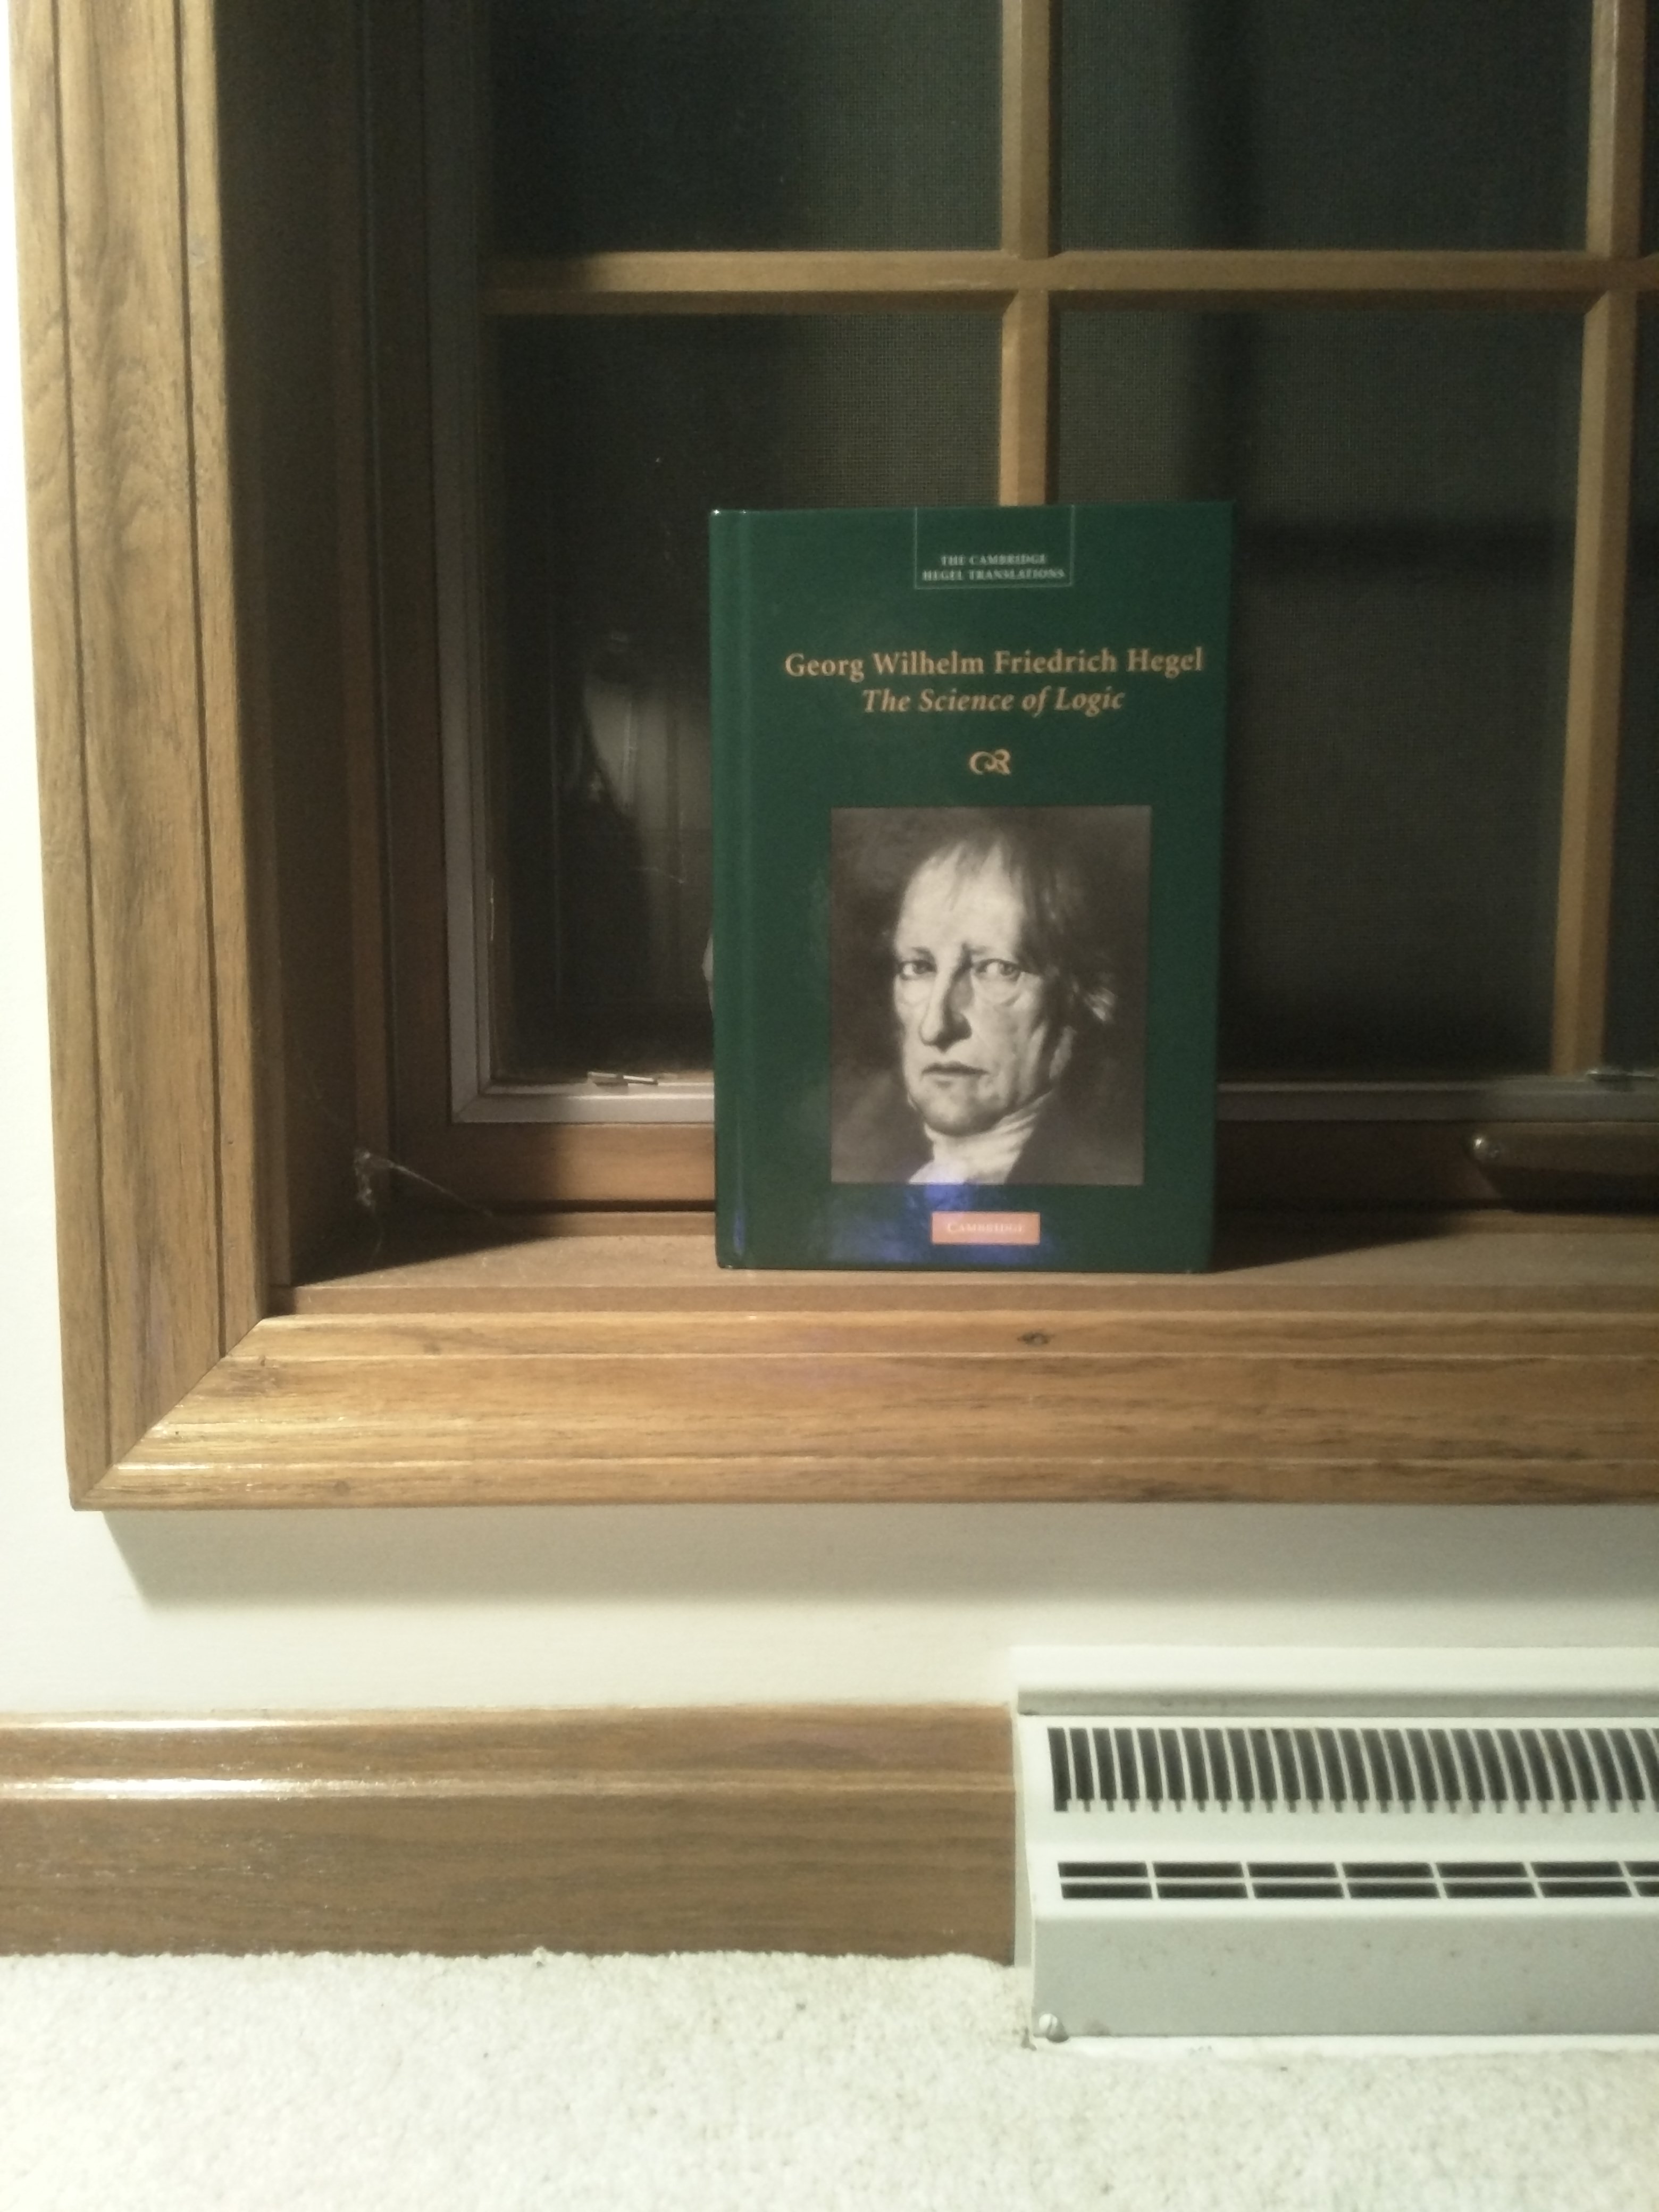 THE CAMBRIDGE
HEGEL TRANSLATIONS
Georg Wilhelm Friedrich Hegel
The Science of Logic
CAMBRIDGE